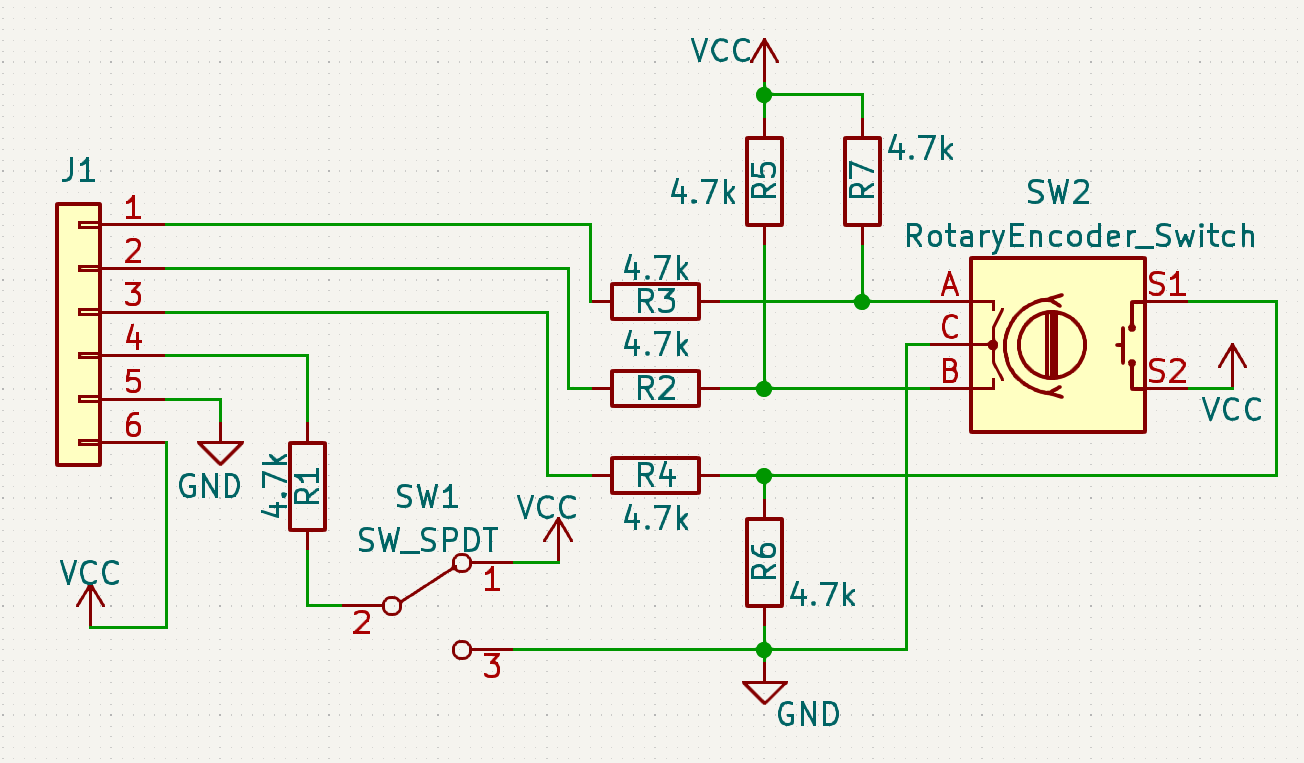 VCC
J1
4.7k
R5
R7
4.7k
SW2
RotaryEncoder_Switch
1
2
3
4
5
6
4.7k
R3
4.7k
R2
R4
4.7k
A
C
B
S1
S2
VCC
GND
4.7k
R1
SW1
SW_SPDT
VCC
1
2
3
VCC
R6
4.7k
GND